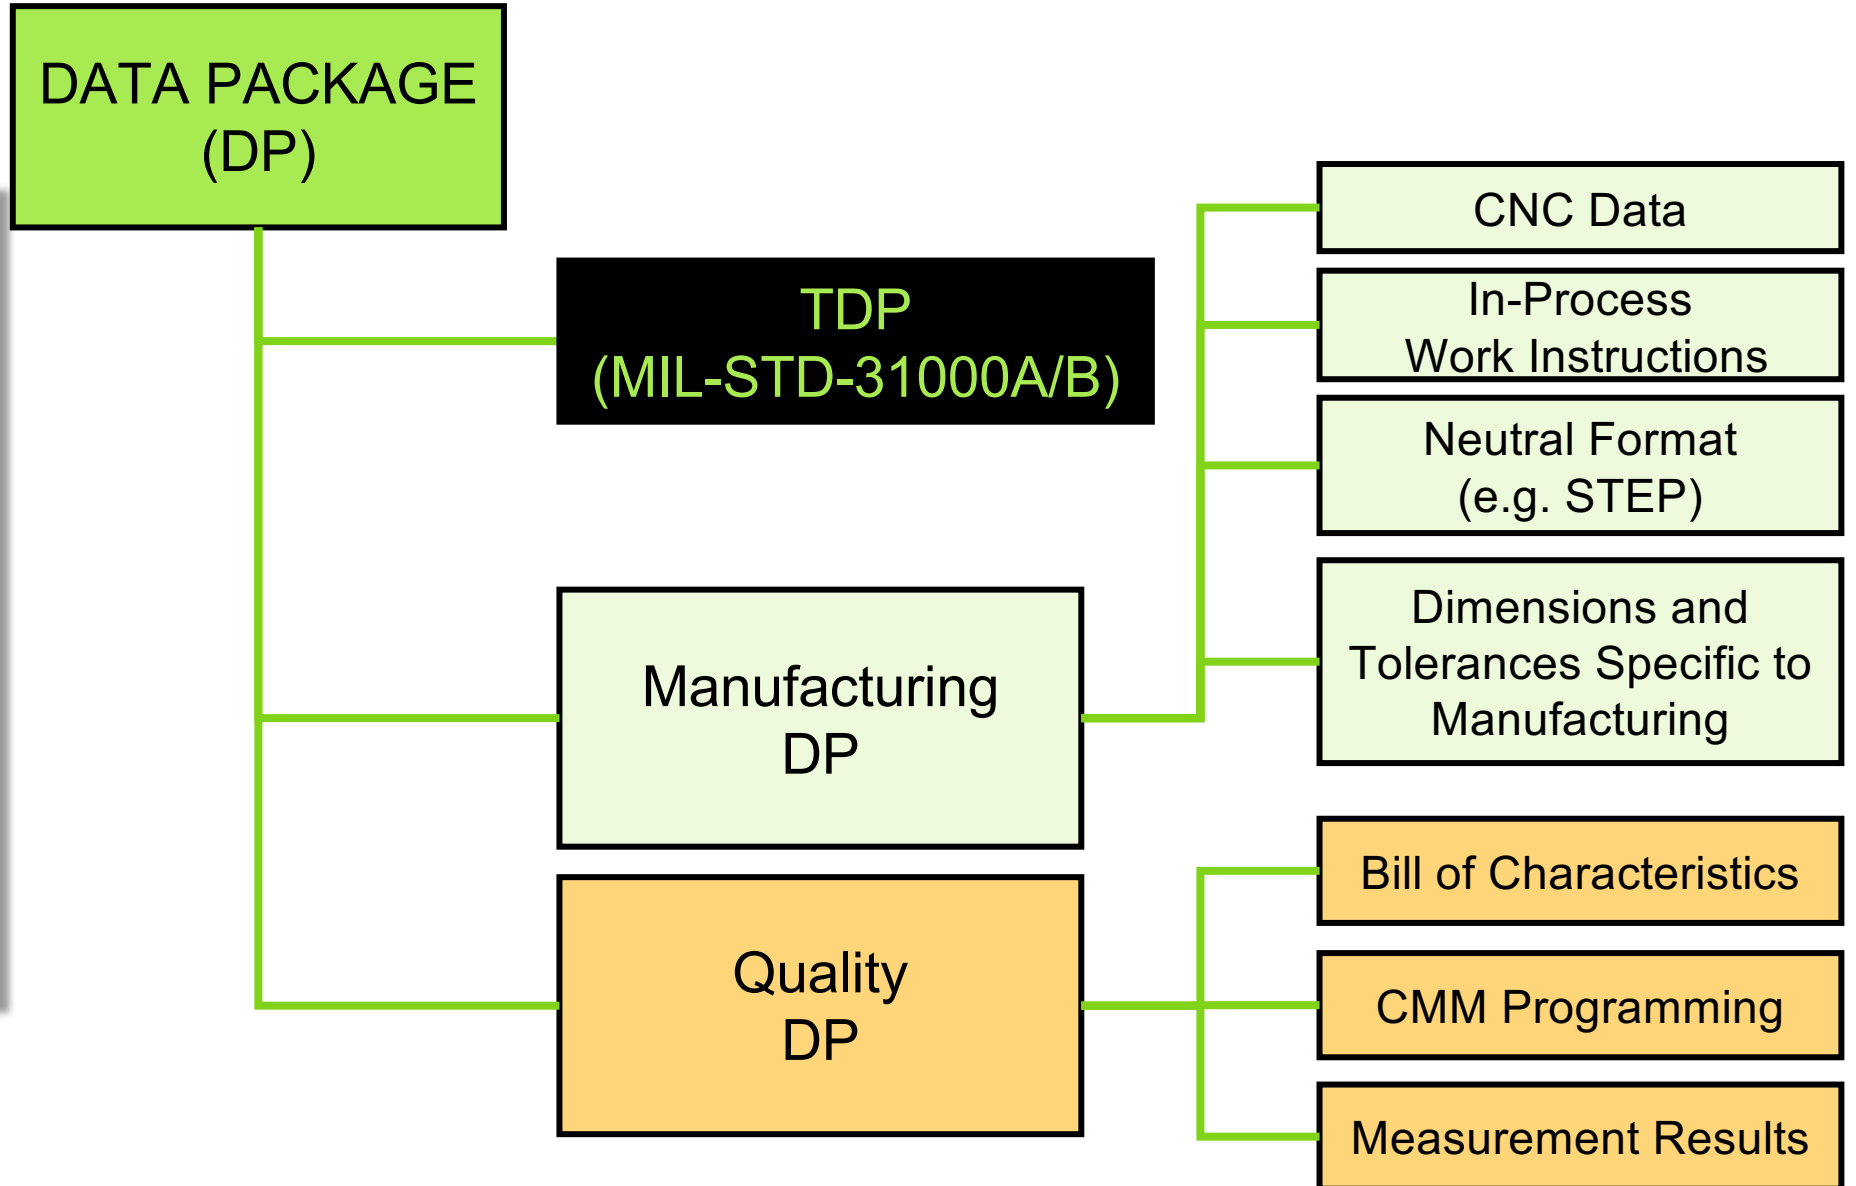 DATA PACKAGE
(DP)
TDP
(MIL-STD-31000A/B)
Manufacturing
DP
Quality
DP
CNC Data
In-Process
Work Instructions
Neutral Format
(e.g. STEP)
Dimensions and
Tolerances Specific to
Manufacturing
Bill of Characteristics
CMM Programming
Measurement Results